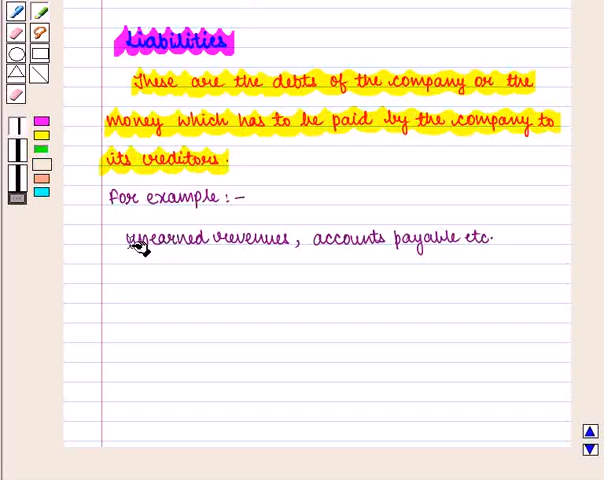 Liabilities
These are the debts of the company or the
money which has to be paid by the company to
its creditors.
For example :-
unearned revenues, accounts payable etc.